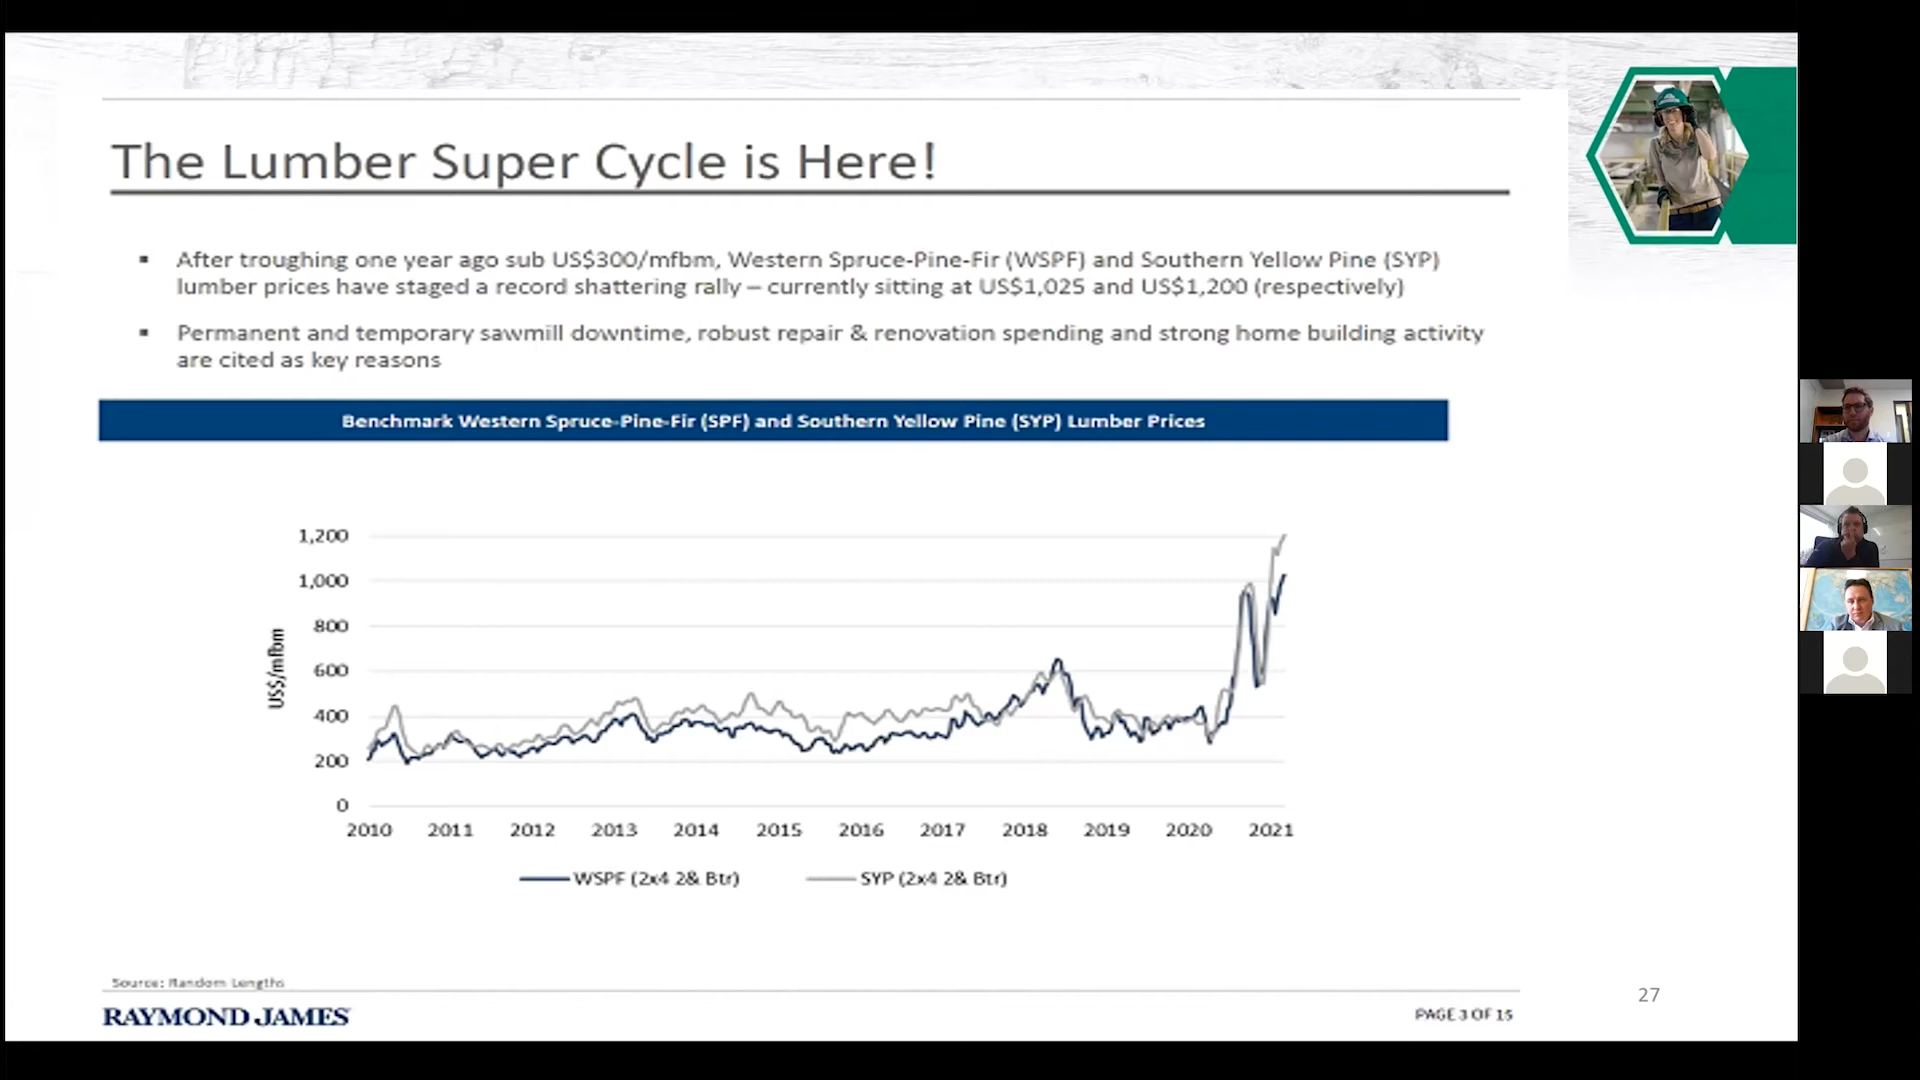 The Lumber Super Cycle is Here!
▪ After troughing one year ago sub US$300/mfbm, Western Spruce-Pine-Fir (WSPF) and Southern Yellow Pine (SYP)
lumber prices have staged a record shattering rally – currently sitting at US$1,025 and US$1,200 (respectively)
▪ Permanent and temporary sawmill downtime, robust repair & renovation spending and strong home building activity
are cited as key reasons
Benchmark Western Spruce-Pine-Fir (SPF) and Southern Yellow Pine (SYP) Lumber Prices
US$/mfbm
1,200
1,000
800
600
400
200
0
2010 2011 2012 2013 2014 2015 2016 2017 2018 2019 2020 2021
WSPF (2x4 2& Btr) SYP (2x4 2& Btr)
Source: Random Lengths
RAYMOND JAMES
PAGE 3 OF 15
27